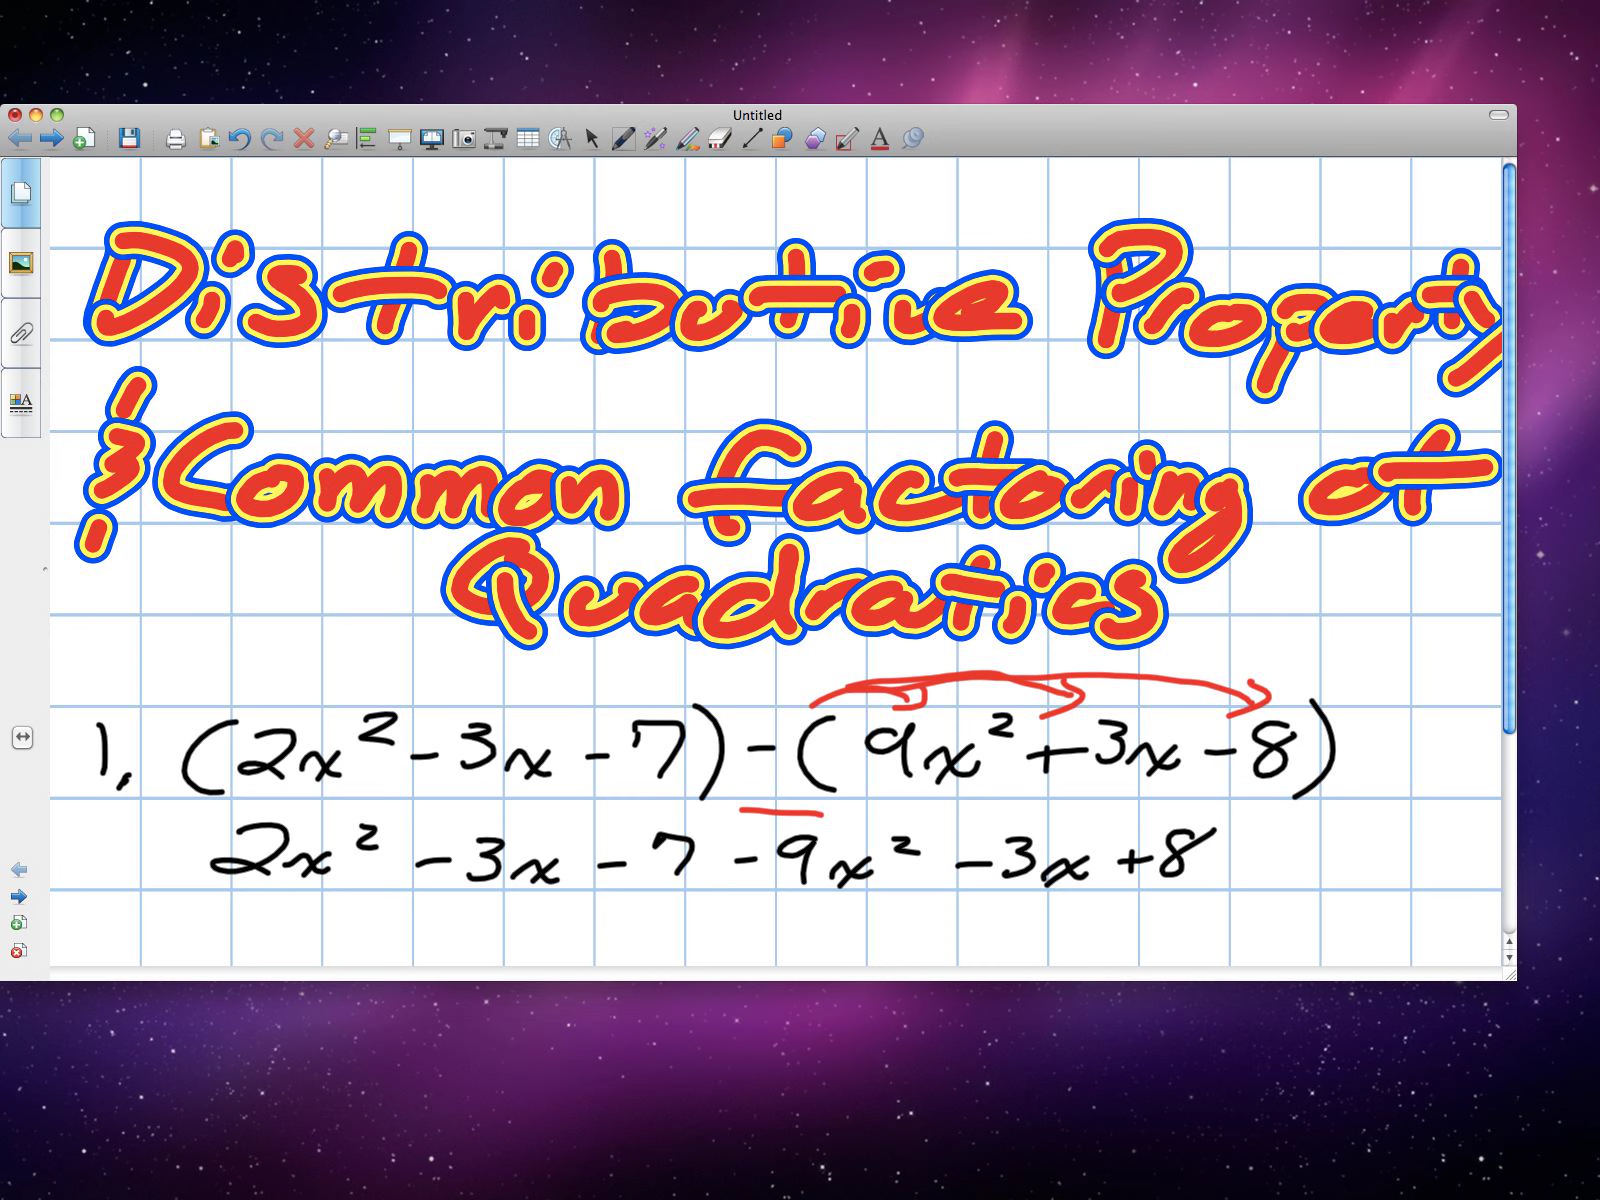 Untitled
Distributive Property
& Common factoring of
Quadratics
1. (2x² - 3x - 7) - (9x² + 3x - 8)
2x² - 3x - 7 - 9x² - 3x + 8